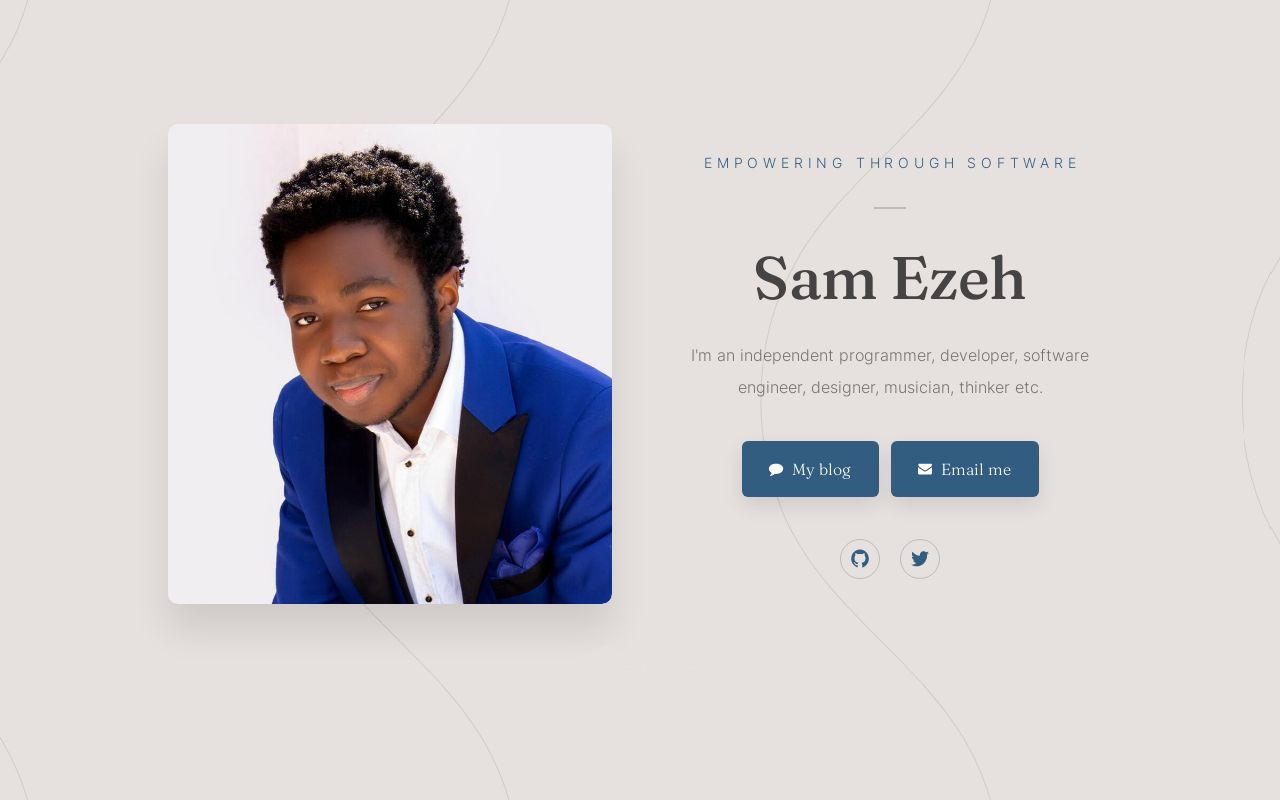 EMPOWERING THROUGH SOFTWARE
Sam Ezeh
I'm an independent programmer, developer, software
engineer, designer, musician, thinker etc.
My blog
Email me